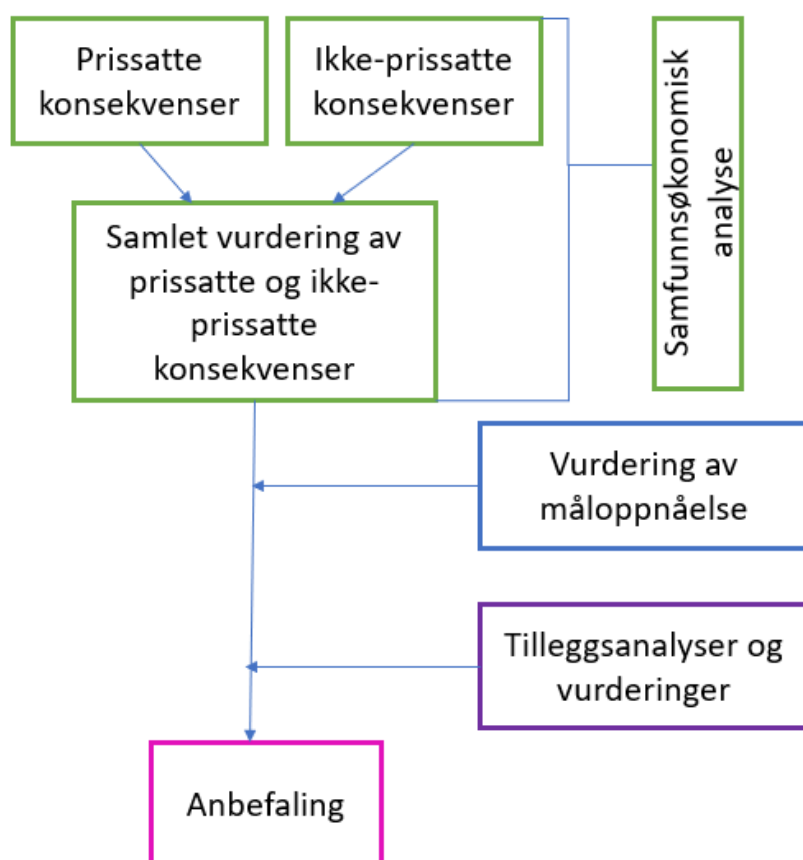 Prissatte
konsekvenser
Ikke-prissatte
konsekvenser
Samfunnsøkonomisk
analyse
Samlet vurdering av
prissatte og ikke-
prissatte
konsekvenser
Vurdering av
måloppnåelse
Tilleggsanalyser og
vurderinger
Anbefaling